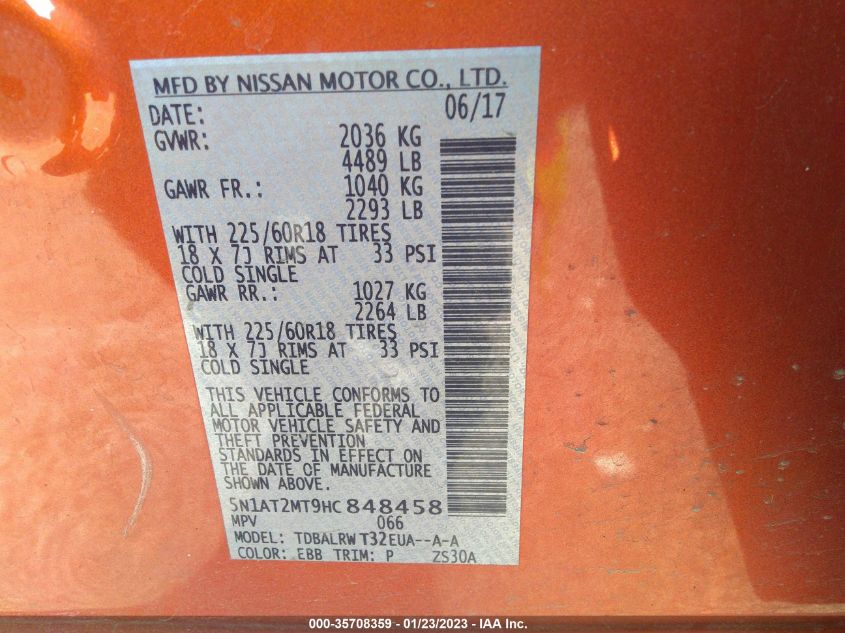 MFD BY NISSAN MOTOR CO., LTD.
DATE: 06/17
GVWR: 2036 KG
4489 LB
GAWR FR.: 1040 KG
2293 LB
WITH 225/60R18 TIRES
18 X 7J RIMS AT 33 PSI
COLD SINGLE
GAWR RR.: 1027 KG
2264 LB
WITH 225/60R18 TIRES
18 X 7J RIMS AT 33 PSI
COLD SINGLE
THIS VEHICLE CONFORMS TO
ALL APPLICABLE FEDERAL
MOTOR VEHICLE SAFETY AND
THEFT PREVENTION
STANDARDS IN EFFECT ON
THE DATE OF MANUFACTURE
SHOWN ABOVE.
5N1AT2MT9HC848458
MPV 066
MODEL: TDBALRWT32EUA--A-A
COLOR: EBB TRIM: P ZS30A
000-35708359 - 01/23/2023 - IAA Inc.